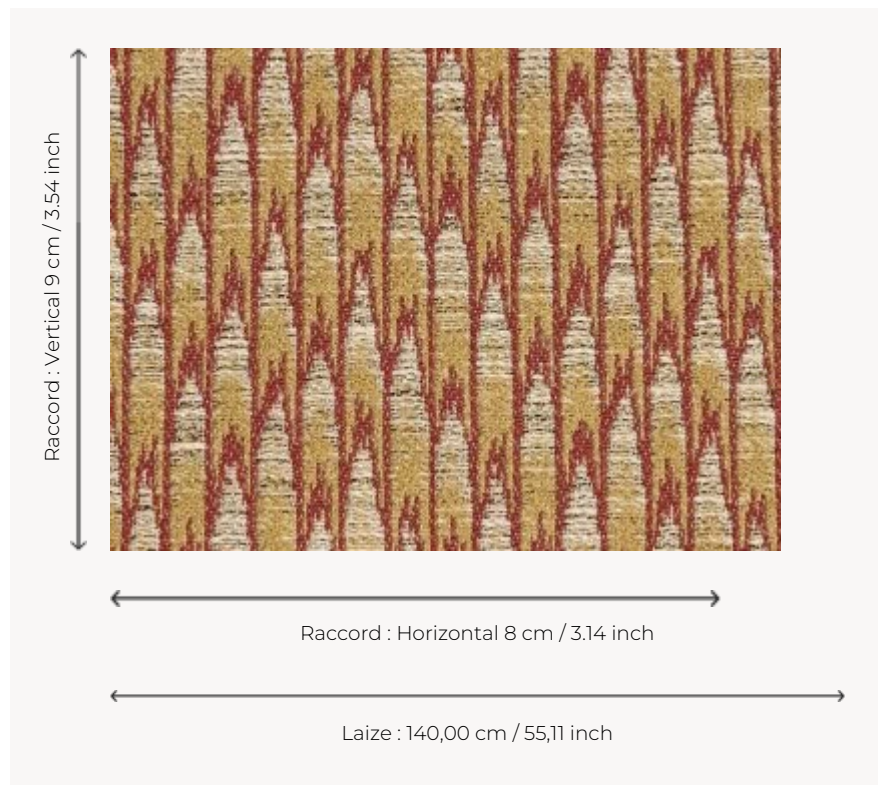 Raccord : Vertical 9 cm / 3.54 inch
Raccord : Horizontal 8 cm / 3.14 inch
Laize : 140,00 cm / 55,11 inch